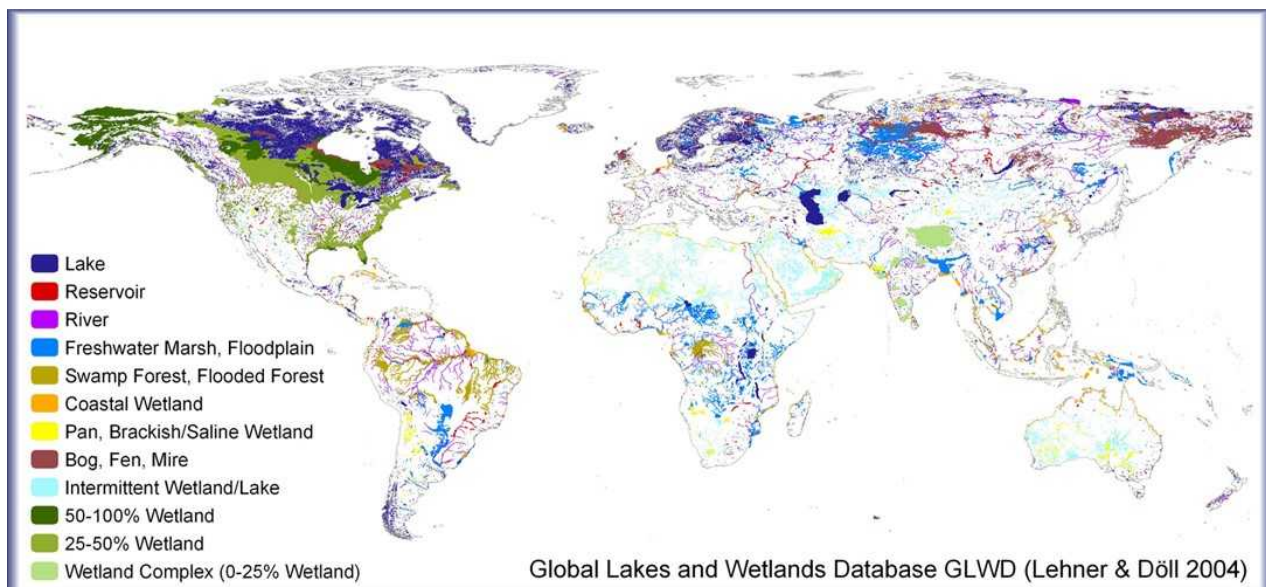 Lake
Reservoir
River
Freshwater Marsh, Floodplain
Swamp Forest, Flooded Forest
Coastal Wetland
Pan, Brackish/Saline Wetland
Bog, Fen, Mire
Intermittent Wetland/Lake
50-100% Wetland
25-50% Wetland
Wetland Complex (0-25% Wetland)
Global Lakes and Wetlands Database GLWD (Lehner & Döll 2004)